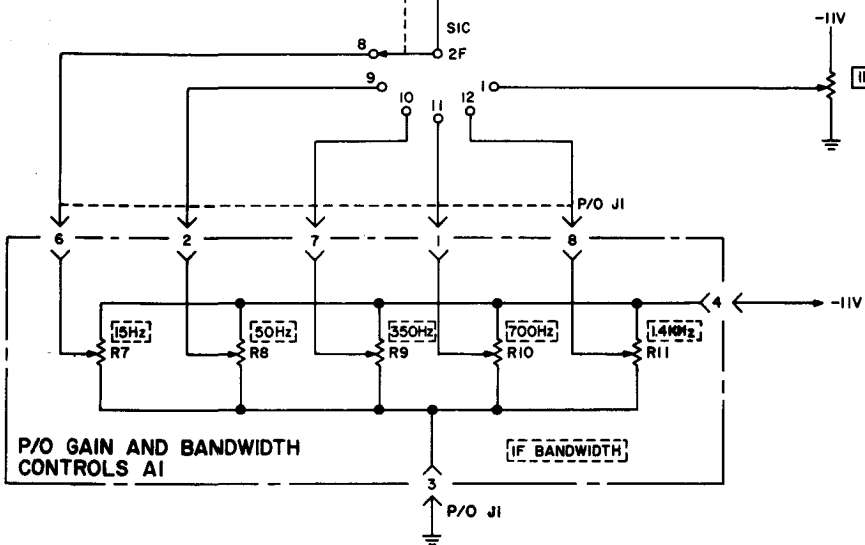 -11V
S1C
8
2F
9
10
11
12
1
P/O J1
6
2
7
1
8
4
-11V
15Hz
50Hz
350Hz
700Hz
1.4KHz
R7
R8
R9
R10
R11
P/O GAIN AND BANDWIDTH
CONTROLS A1
IF BANDWIDTH
3
P/O J1